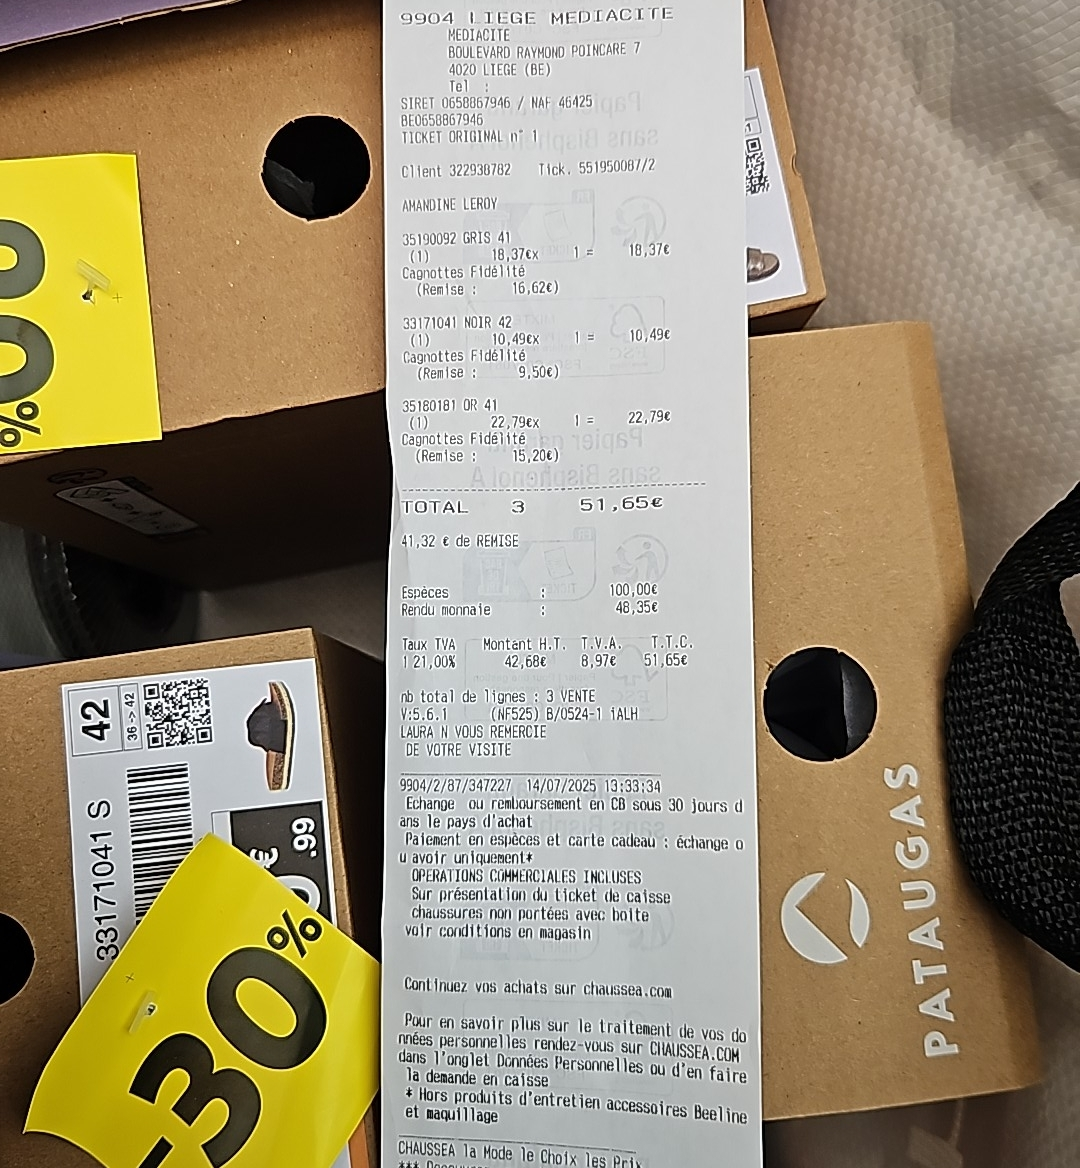 9904 LIEGE MEDIACITE
MEDIACITE
BOULEVARD RAYMOND POINCARE 7
4020 LIEGE (BE)
Tel :
SIRET 0658867946 / NAF 46425
BE0658867946
TICKET ORIGINAL n° 1
Client 322938782 Tick. 551950087/2
AMANDINE LEROY
35190092 GRIS 41
(1) 18,37€x 1 = 18,37€
Cagnottes Fidélité
(Remise : 16,62€)
33171041 NOIR 42
(1) 10,49€x 1 = 10,49€
Cagnottes Fidélité
(Remise : 9,50€)
35180181 OR 41
(1) 22,79€x 1 = 22,79€
Cagnottes Fidélité
(Remise : 15,20€)
TOTAL 3 51,65€
41,32 € de REMISE
Espèces : 100,00€
Rendu monnaie : 48,35€
Taux TVA Montant H.T. T.V.A. T.T.C.
1 21,00% 42,68€ 8,97€ 51,65€
nb total de lignes : 3 VENTE
V:5.6.1 (NF525) B/0524-1 iALH
LAURA N VOUS REMERCIE
DE VOTRE VISITE
9904/2/87/347227 14/07/2025 13:33:34
Echange ou remboursement en CB sous 30 jours d
ans le pays d'achat
Paiement en espèces et carte cadeau : échange o
u avoir uniquement*
OPERATIONS COMMERCIALES INCLUSES
Sur présentation du ticket de caisse
chaussures non portées avec boite
voir conditions en magasin
Continuez vos achats sur chaussea.com
Pour en savoir plus sur le traitement de vos do
nnées personnelles rendez-vous sur CHAUSSEA.COM
dans l'onglet Données Personnelles ou d'en faire
la demande en caisse
* Hors produits d'entretien accessoires Beeline
et maquillage
CHAUSSEA la Mode le Choix les Prix
42
36 -> 42
33171041 S
€
.99
-30%
%
PATAUGAS